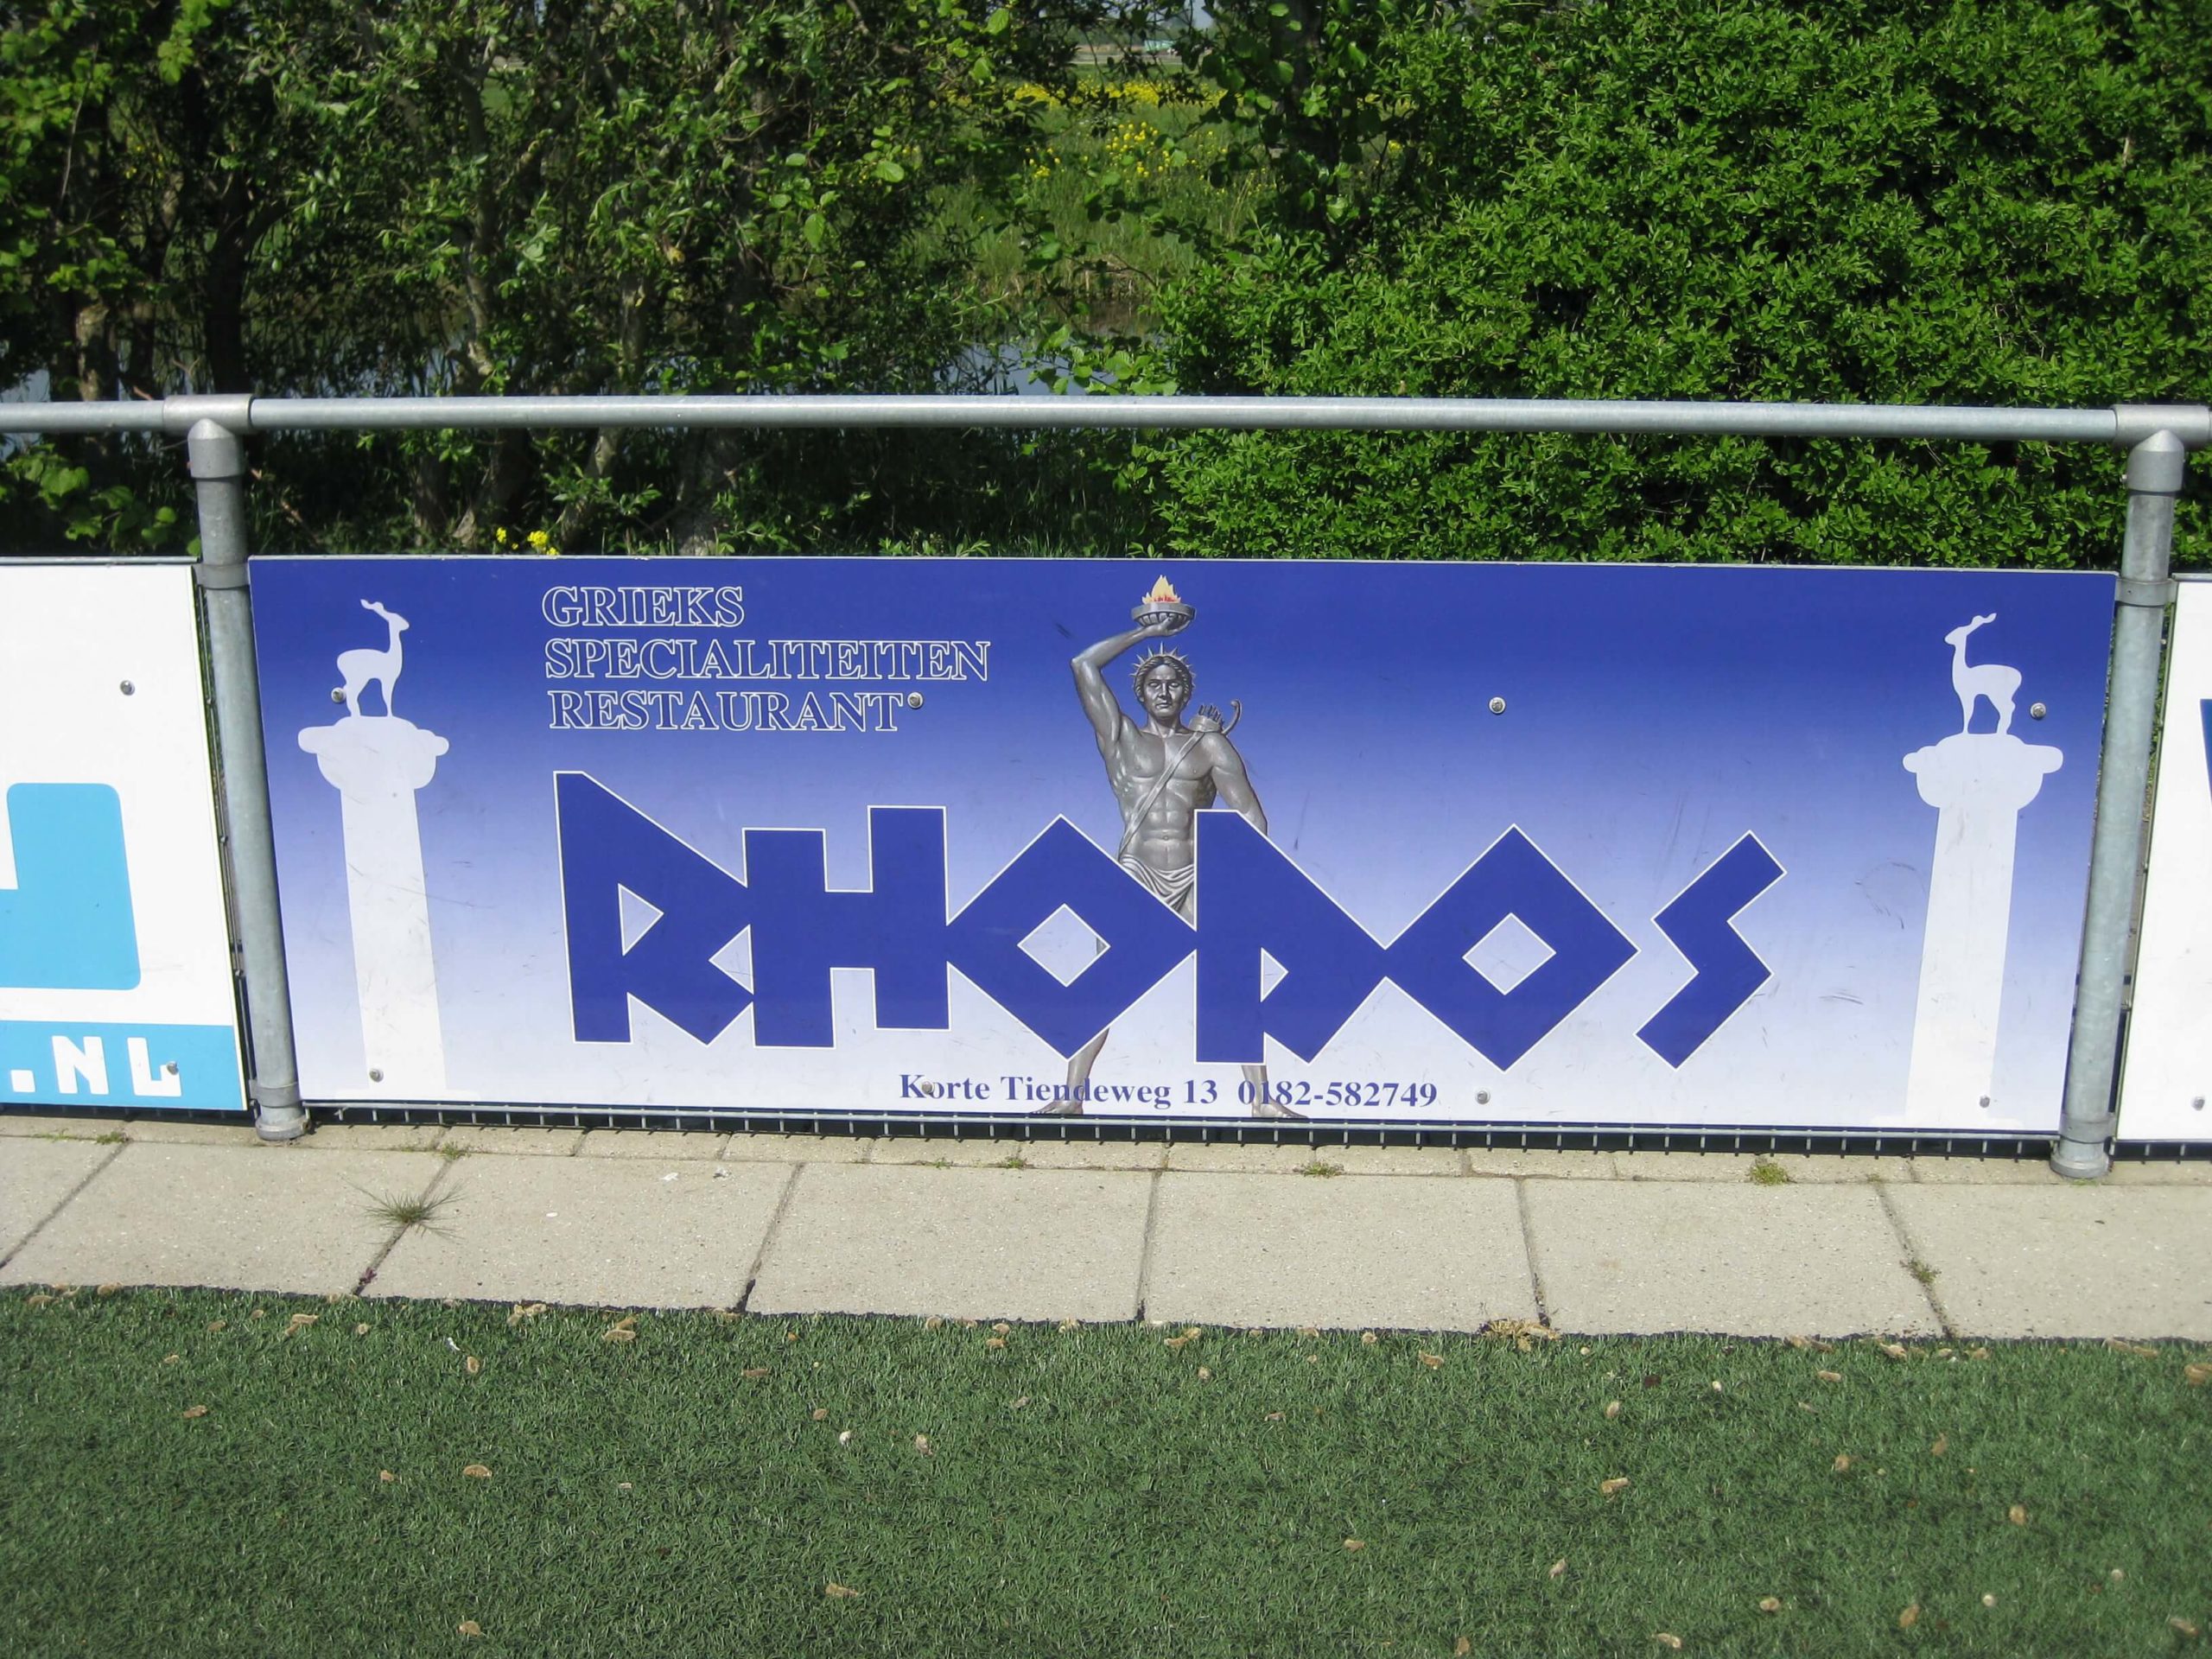 GRIEKS
SPECIALITEITEN
RESTAURANT
RHODOS
Korte Tiendeweg 13 0182-582749
.NL